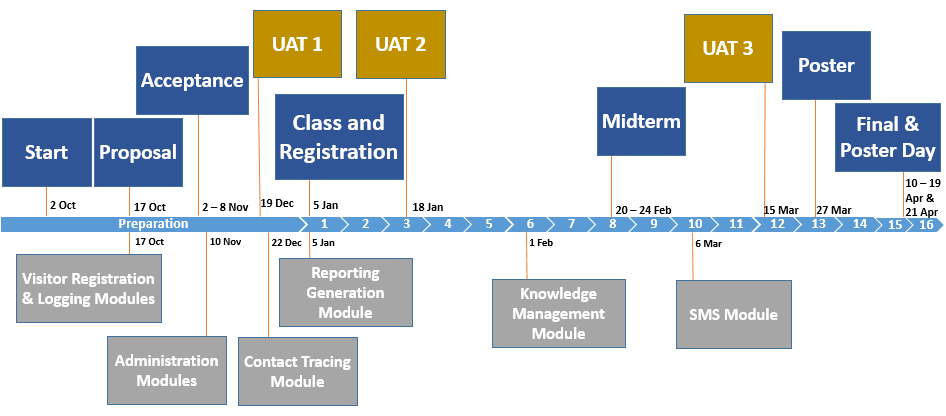 UAT 1
UAT 2
UAT 3
Acceptance
Poster
Class and
Registration
Midterm
Final &
Poster Day
Start
Proposal
2 Oct
17 Oct
2 – 8 Nov
19 Dec
5 Jan
18 Jan
20 – 24 Feb
15 Mar
27 Mar
10 – 19
Apr &
21 Apr
Preparation
1
2
3
4
5
6
7
8
9
10
11
12
13
14
15
16
17 Oct
10 Nov
22 Dec
5 Jan
1 Feb
6 Mar
Visitor Registration
& Logging Modules
Reporting
Generation
Module
Knowledge
Management
Module
SMS Module
Administration
Modules
Contact Tracing
Module